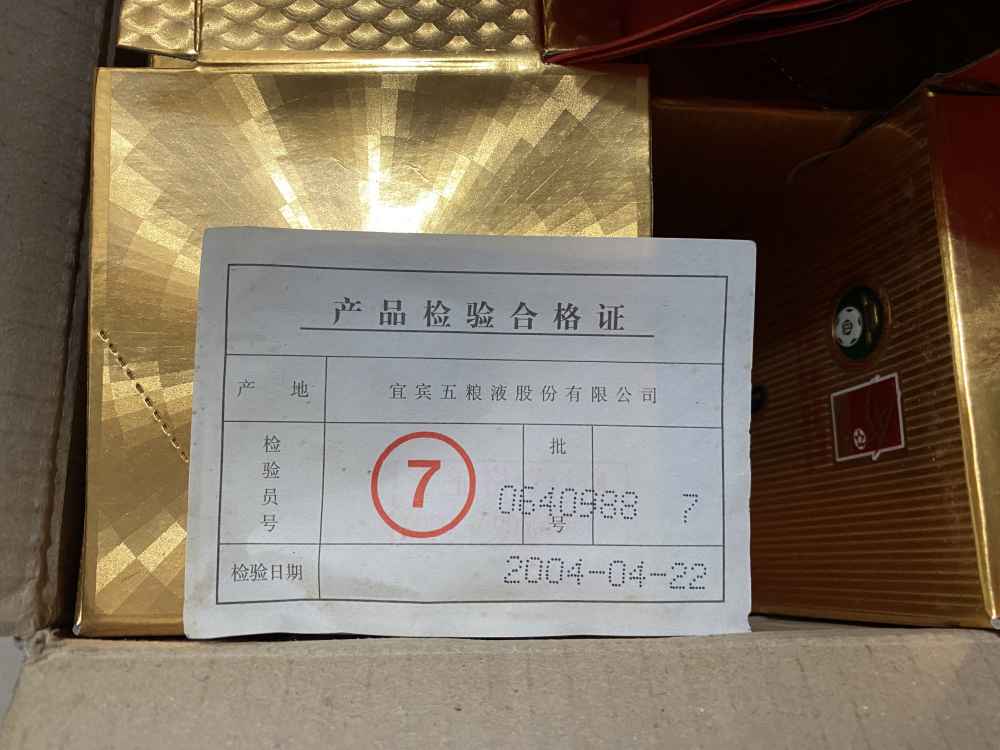 产品检验合格证
产 地 宜宾五粮液股份有限公司
检验员号 7 批号 0640988 7
检验日期 2004-04-22